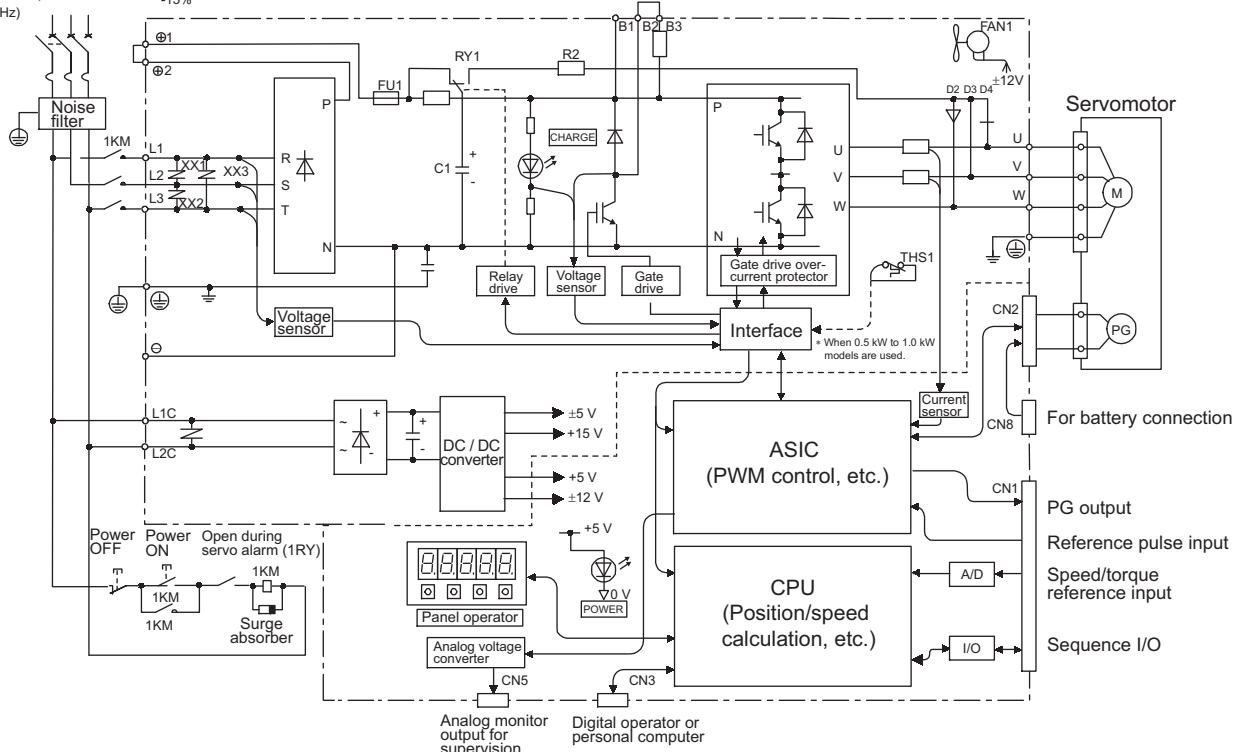 -15%
Hz)
B1 B2 B3
FAN1
±12V
⊕1
⊕2
RY1
R2
FU1
D2 D3 D4
Servomotor
Noise
filter
1KM
L1
L2
L3
XX1
XX3
XX2
P
R
S
T
N
C1
+
-
CHARGE
P
N
U
V
W
U
V
W
M
Gate drive over-
current protector
THS1
Relay
drive
Voltage
sensor
Gate
drive
Voltage
sensor
Interface
* When 0.5 kW to 1.0 kW
models are used.
CN2
PG
⊖
L1C
L2C
~
~
+
-
+
-
DC / DC
converter
±5 V
+15 V
+5 V
±12 V
Current
sensor
CN8
For battery connection
ASIC
(PWM control, etc.)
CN1
PG output
Reference pulse input
Power
OFF
Power
ON
Open during
servo alarm (1RY)
1KM
1KM
1KM
Surge
absorber
8.8.8.8.8.
Panel operator
+5 V
0 V
POWER
CPU
(Position/speed
calculation, etc.)
A/D
Speed/torque
reference input
I/O
Sequence I/O
Analog voltage
converter
CN5
CN3
Analog monitor
output for
supervision
Digital operator or
personal computer